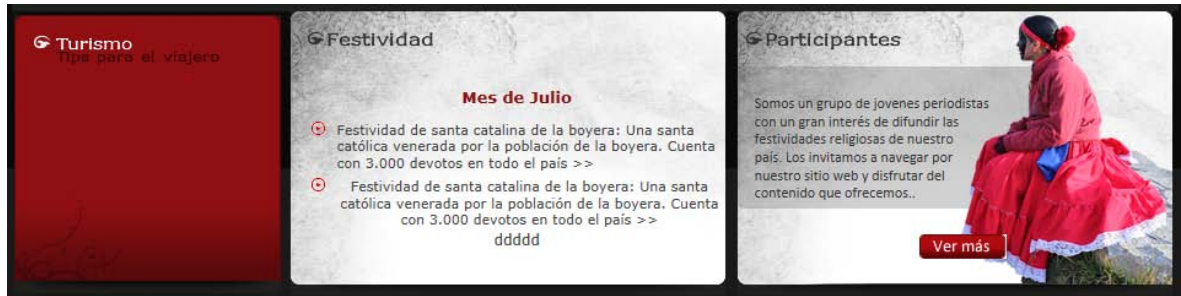 Turismo
Tips para el viajero
Festividad
Mes de Julio
Festividad de santa catalina de la boyera: Una santa
católica venerada por la población de la boyera. Cuenta
con 3.000 devotos en todo el país >>
Festividad de santa catalina de la boyera: Una santa
católica venerada por la población de la boyera. Cuenta
con 3.000 devotos en todo el país >>
ddddd
Participantes
Somos un grupo de jovenes periodistas
con un gran interés de difundir las
festividades religiosas de nuestro
país. Los invitamos a navegar por
nuestro sitio web y disfrutar del
contenido que ofrecemos..
Ver más